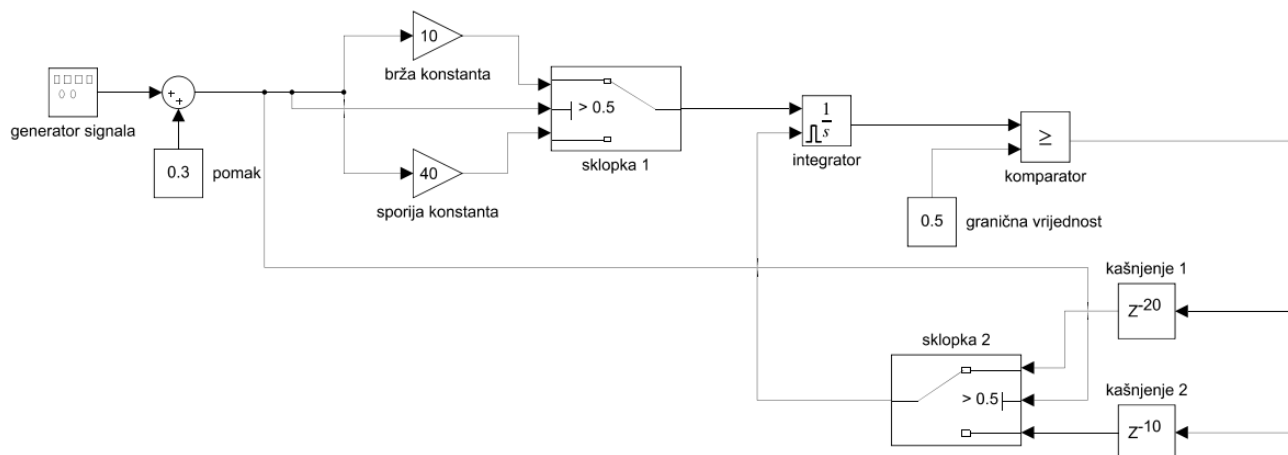 10
brža konstanta
generator signala
+
+
0.3
pomak
40
sporija konstanta
> 0.5
sklopka 1
1
s
integrator
≥
komparator
0.5
granična vrijednost
kašnjenje 1
Z-20
sklopka 2
> 0.5
kašnjenje 2
Z-10